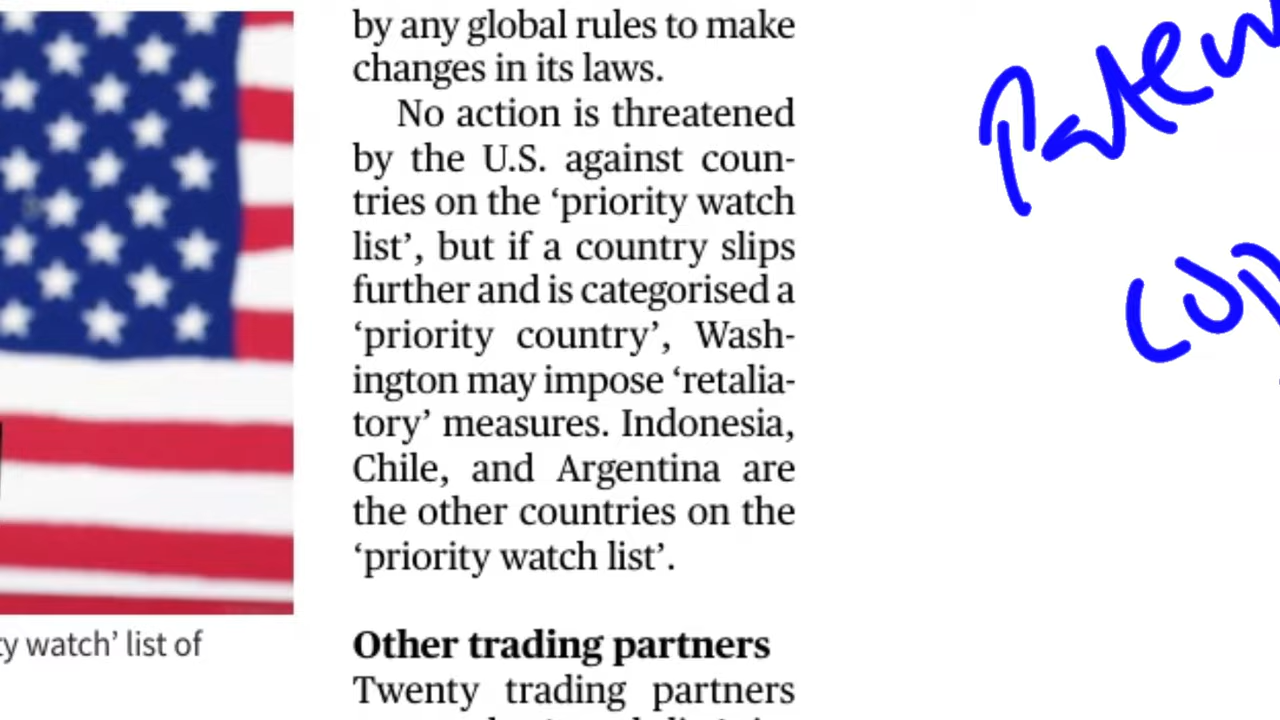 by any global rules to make
changes in its laws.
No action is threatened
by the U.S. against coun-
tries on the ‘priority watch
list’, but if a country slips
further and is categorised a
‘priority country’, Wash-
ington may impose ‘retalia-
tory’ measures. Indonesia,
Chile, and Argentina are
the other countries on the
‘priority watch list’.
ty watch’ list of
Other trading partners
Twenty trading partners